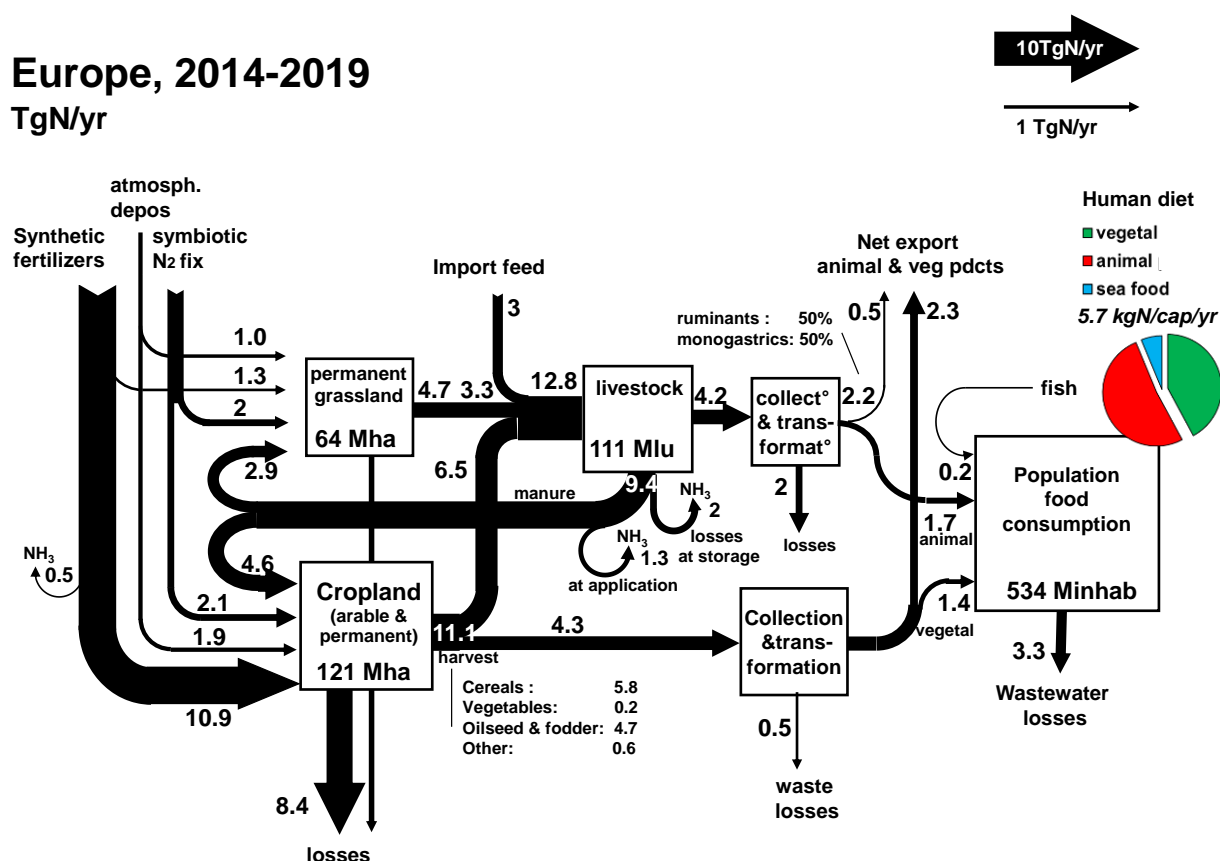 10TgN/yr
Europe, 2014-2019
TgN/yr
1 TgN/yr
atmosph.
depos
Synthetic
fertilizers
symbiotic
N2 fix
Import feed
3
Net export
animal & veg pdcts
Human diet
vegetal
animal
sea food
5.7 kgN/cap/yr
ruminants : 50%
monogastrics: 50%
0.5
2.3
1.0
1.3
2
permanent
grassland
64 Mha
4.7
3.3
12.8
livestock
111 Mlu
4.2
collect°
& trans-
format°
2.2
fish
0.2
Population
food
consumption
534 Minhab
2.9
6.5
manure
9.4
NH3
2
losses
at storage
NH3
1.3
at application
2
losses
1.7
animal
NH3
0.5
4.6
2.1
1.9
10.9
Cropland
(arable &
permanent)
121 Mha
11.1
harvest
4.3
Collection
&trans-
formation
1.4
vegetal
3.3
Wastewater
losses
Cereals : 5.8
Vegetables: 0.2
Oilseed & fodder: 4.7
Other: 0.6
0.5
waste
losses
8.4
losses